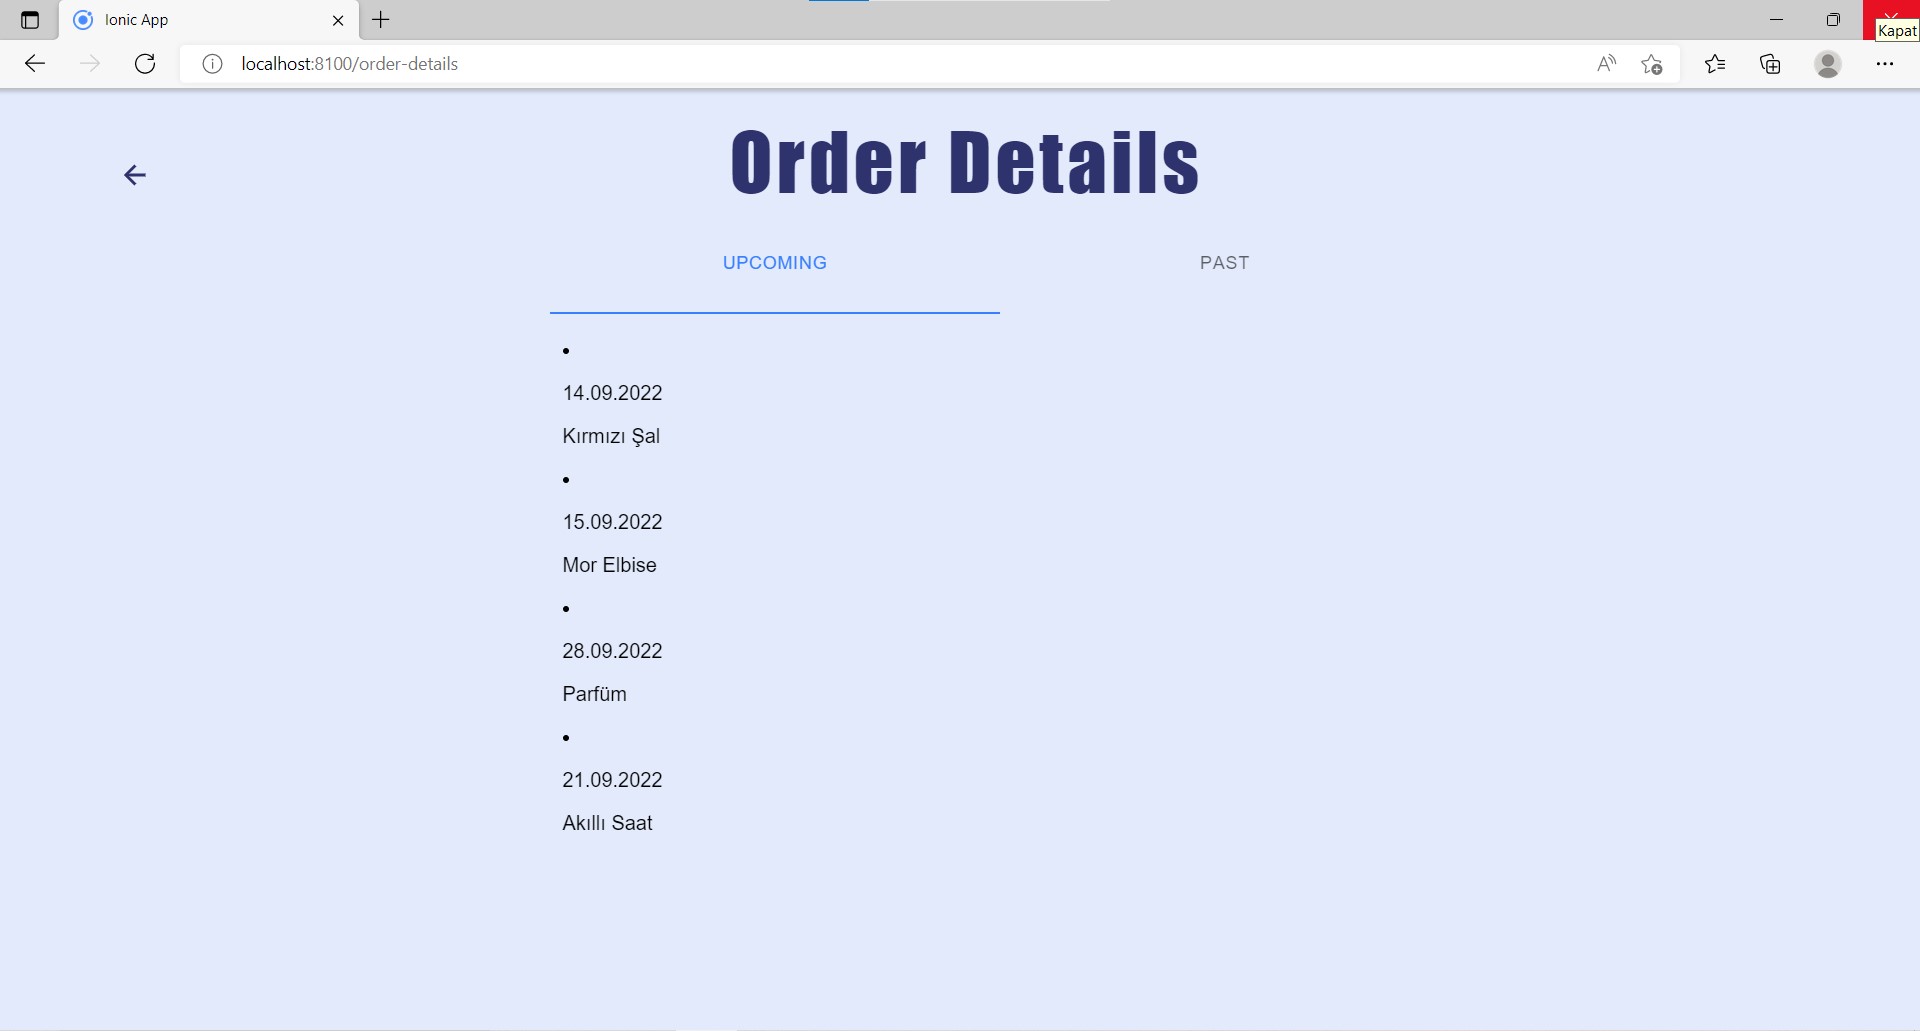 Ionic App
Kapat
localhost:8100/order-details
Order Details
UPCOMING
PAST
•
14.09.2022
Kırmızı Şal
•
15.09.2022
Mor Elbise
•
28.09.2022
Parfüm
•
21.09.2022
Akıllı Saat